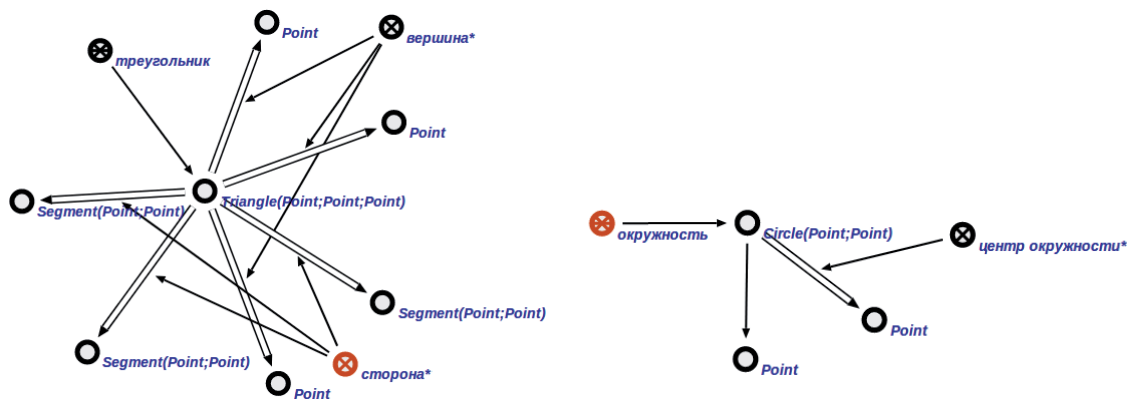 Point
вершина*
треугольник
Point
Triangle(Point;Point;Point)
Segment(Point;Point)
Segment(Point;Point)
Segment(Point;Point)
сторона*
Point
окружность
Circle(Point;Point)
центр окружности*
Point
Point